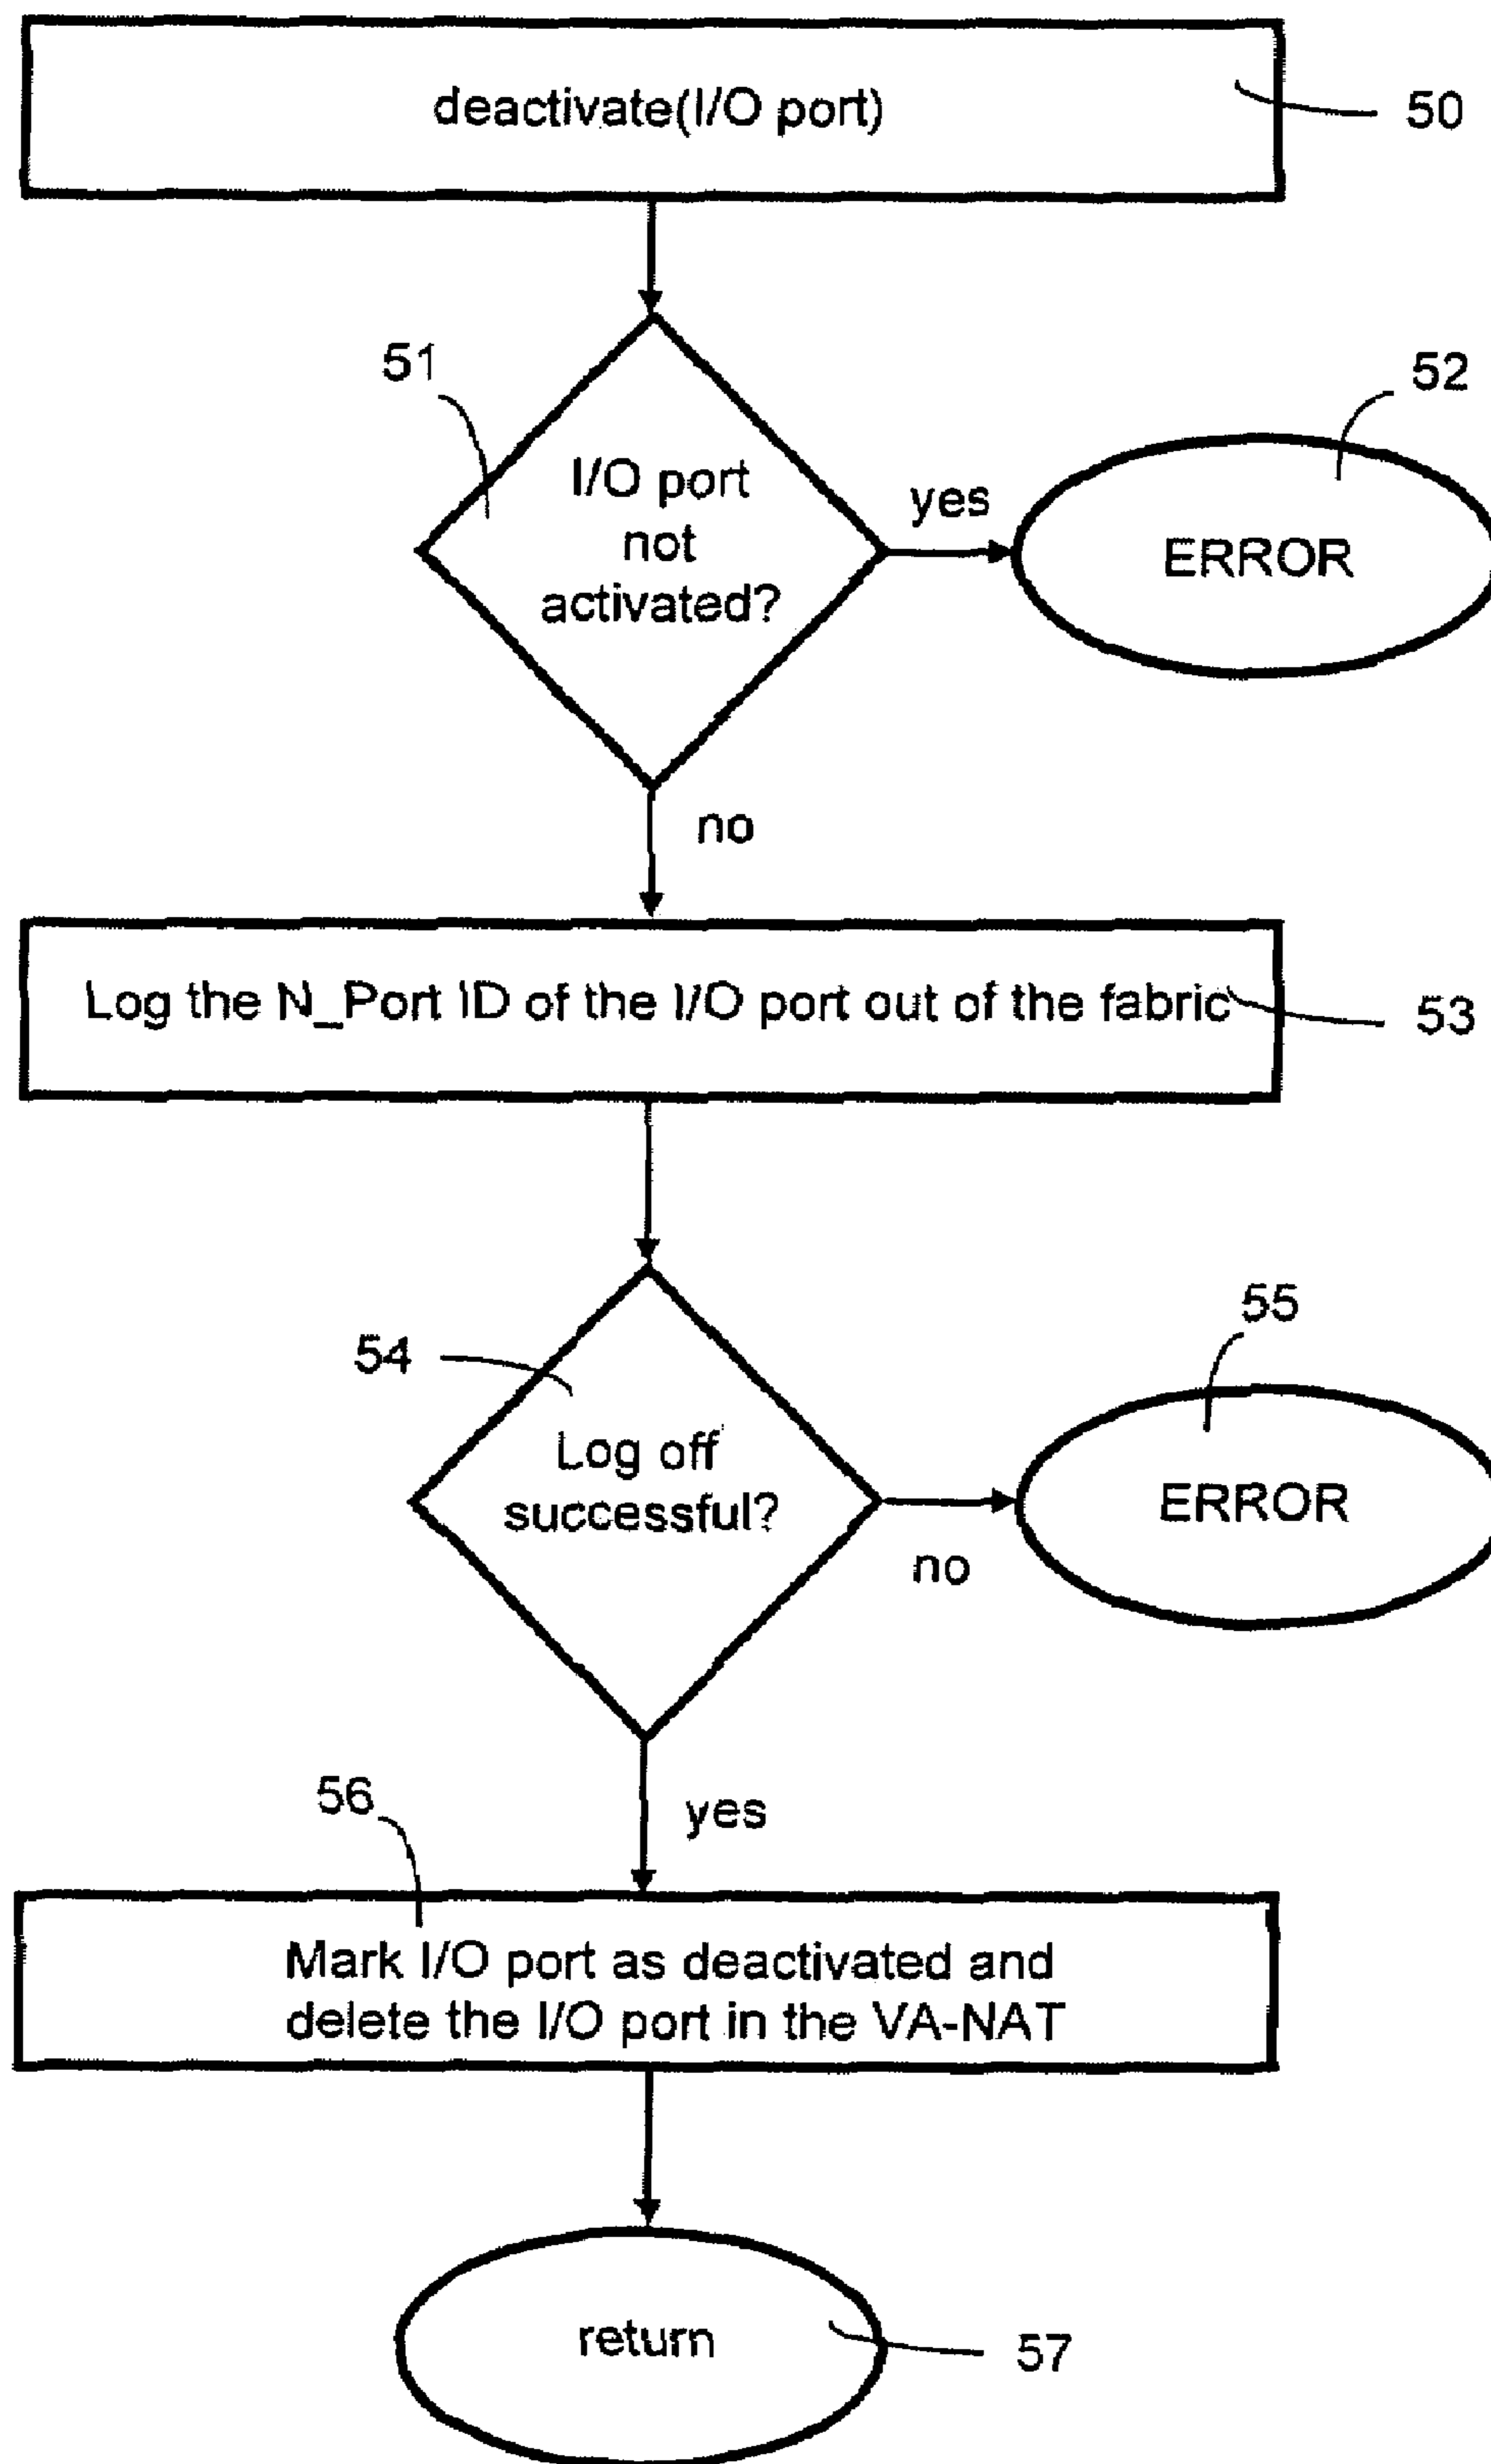 deactivate(I/O port)
50
51
I/O port
not
activated?
yes
52
ERROR
no
Log the N_Port ID of the I/O port out of the fabric
53
54
Log off
successful?
no
55
ERROR
yes
56
Mark I/O port as deactivated and
delete the I/O port in the VA-NAT
return
57